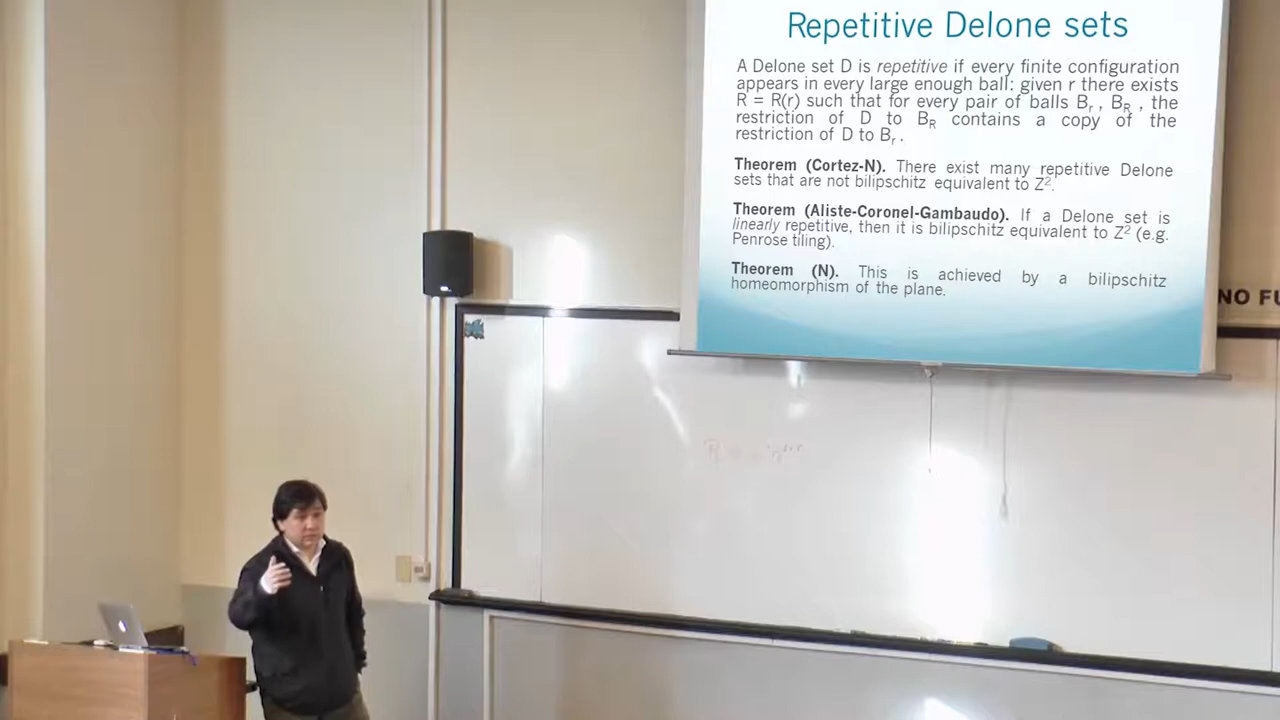 Repetitive Delone sets
A Delone set D is repetitive if every finite configuration
appears in every large enough ball: given r there exists
R = R(r) such that for every pair of balls Bᵣ , B_R , the
restriction of D to B_R contains a copy of the
restriction of D to Bᵣ .
Theorem (Cortez-N). There exist many repetitive Delone
sets that are not bilipschitz equivalent to Z².
Theorem (Aliste-Coronel-Gambaudo). If a Delone set is
linearly repetitive, then it is bilipschitz equivalent to Z² (e.g.
Penrose tiling).
Theorem (N). This is achieved by a bilipschitz
homeomorphism of the plane.
NO FU